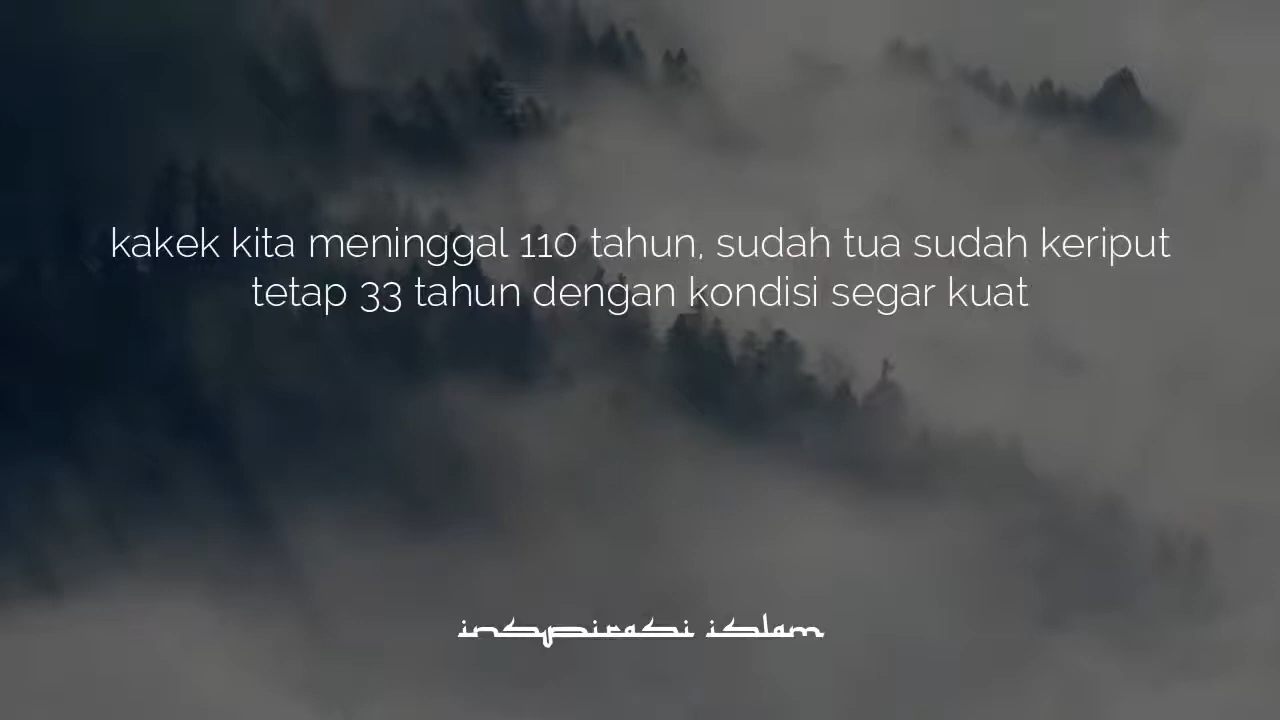 kakek kita meninggal 110 tahun, sudah tua sudah keriput
tetap 33 tahun dengan kondisi segar kuat
inspirasi islam